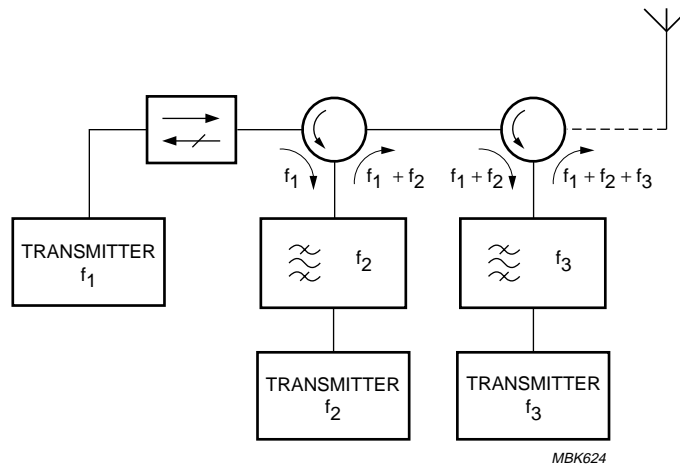 f1
f1 + f2
f1 + f2
f1 + f2 + f3
TRANSMITTER
f1
f2
f3
TRANSMITTER
f2
TRANSMITTER
f3
MBK624